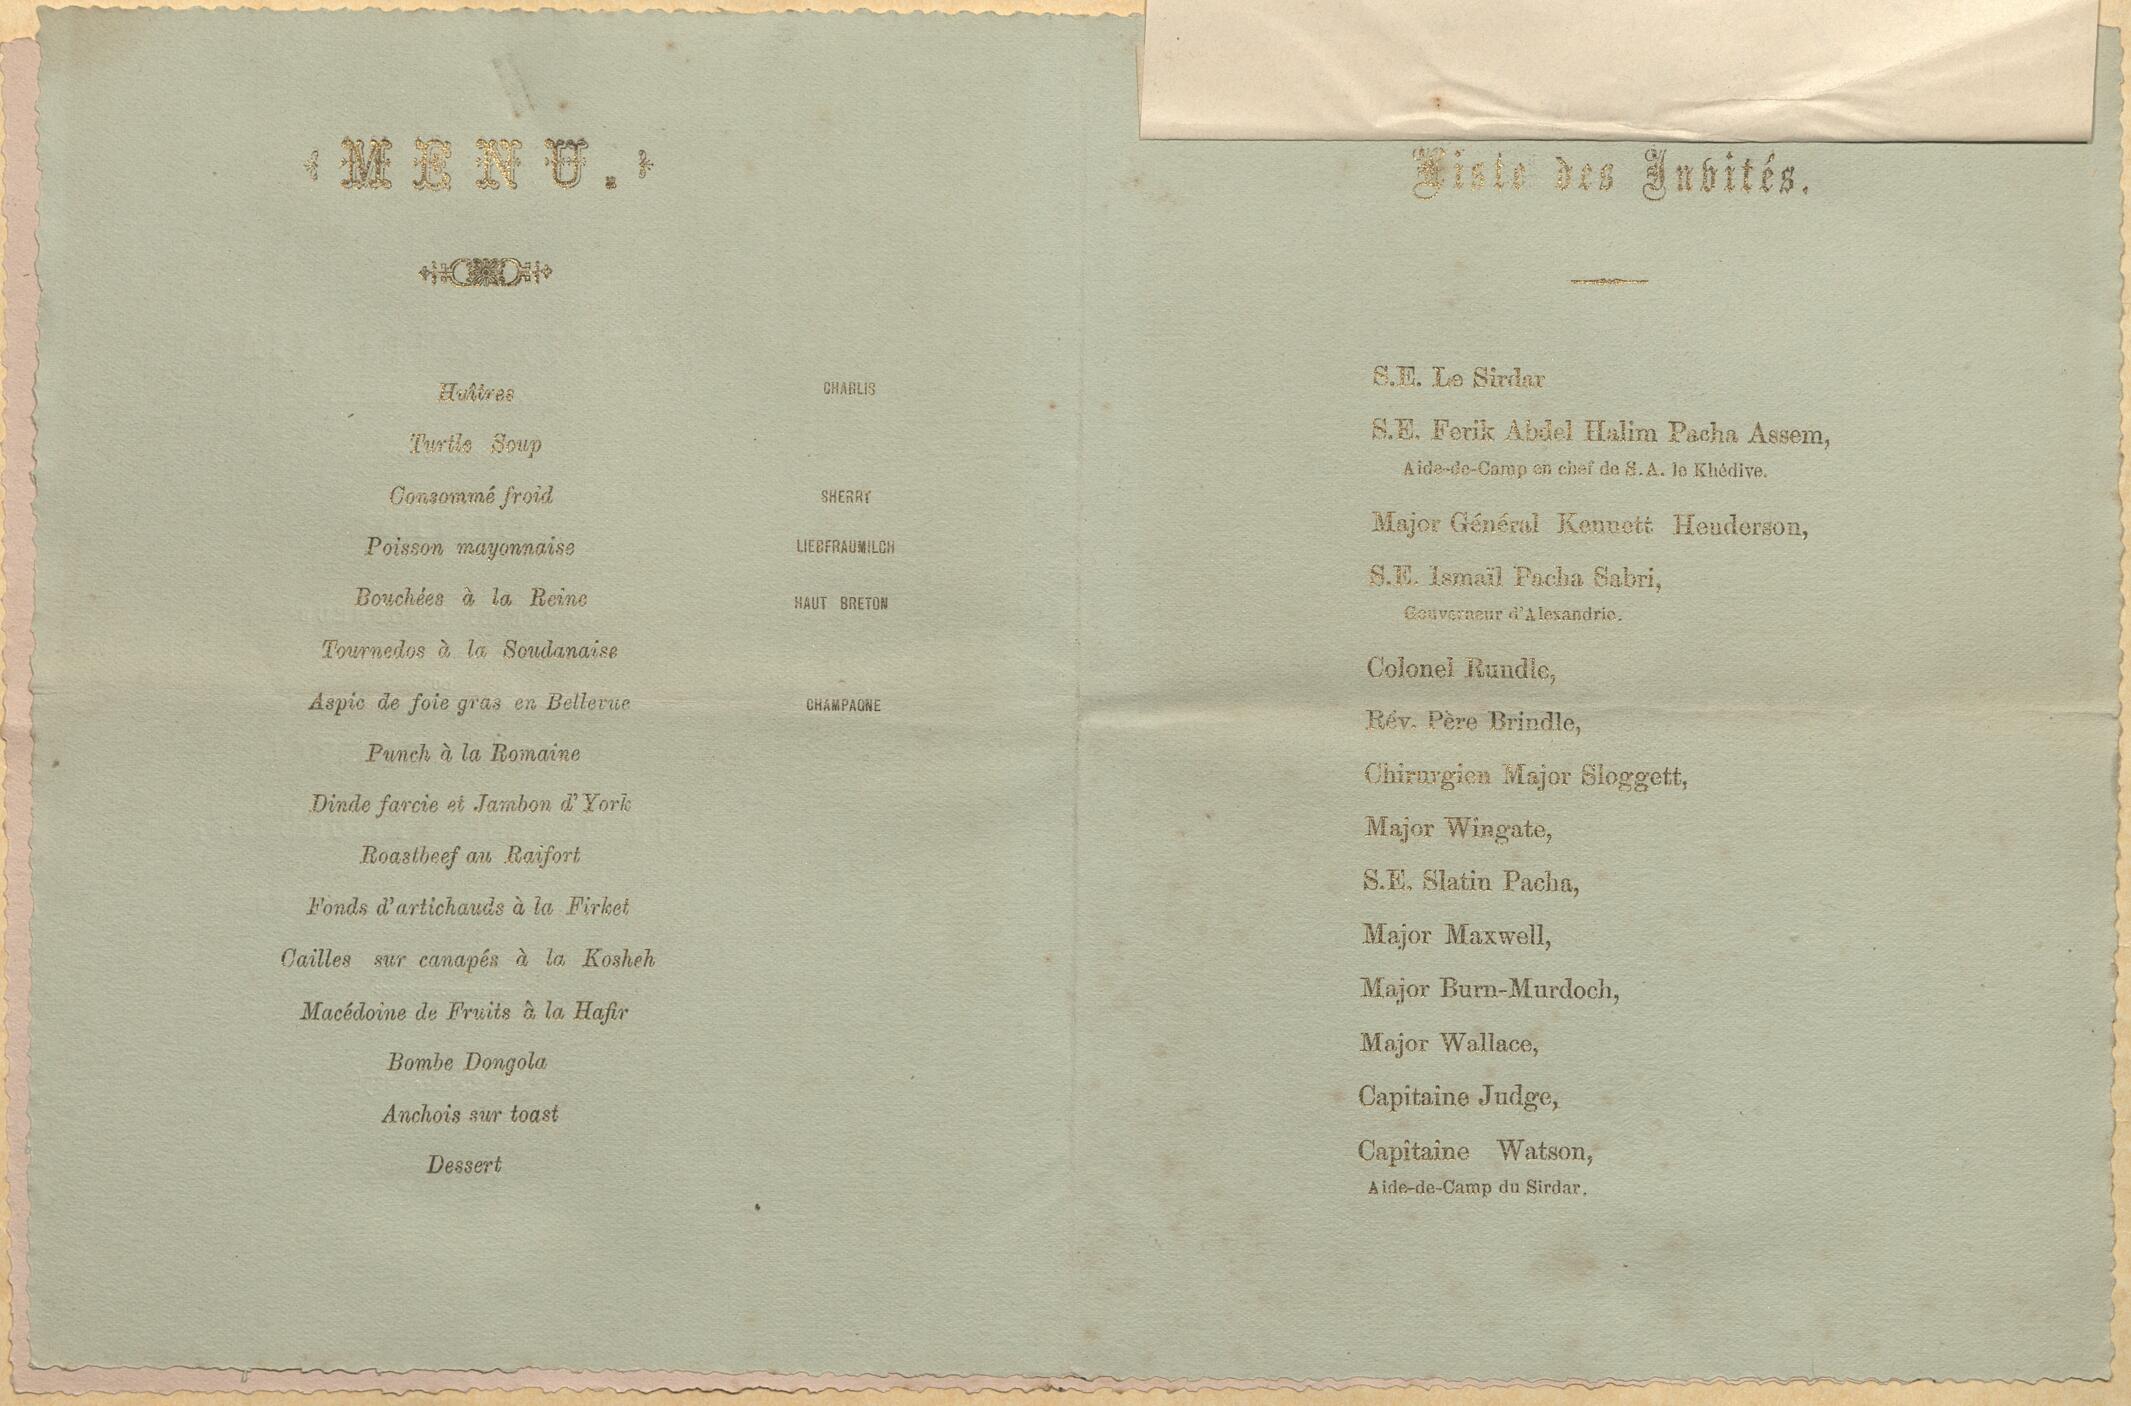 MENU.
Huîtres
CHABLIS
Turtle Soup
Consommé froid
SHERRY
Poisson mayonnaise
LIEBFRAUMILCH
Bouchées à la Reine
HAUT BRETON
Tournedos à la Soudanaise
Aspic de foie gras en Bellevue
CHAMPAGNE
Punch à la Romaine
Dinde farcie et Jambon d'York
Roastbeef au Raifort
Fonds d'artichauds à la Firket
Cailles sur canapés à la Kosheh
Macédoine de Fruits à la Hafir
Bombe Dongola
Anchois sur toast
Dessert
Liste des Invités.
S.E. Le Sirdar
S.E. Ferik Abdel Halim Pacha Assem,
Aide-de-Camp en chef de S.A. le Khédive.
Major Général Kennett Henderson,
S.E. Ismaïl Pacha Sabri,
Gouverneur d'Alexandrie.
Colonel Rundle,
Rév. Père Brindle,
Chirurgien Major Sloggett,
Major Wingate,
S.E. Slatin Pacha,
Major Maxwell,
Major Burn-Murdoch,
Major Wallace,
Capitaine Judge,
Capitaine Watson,
Aide-de-Camp du Sirdar.